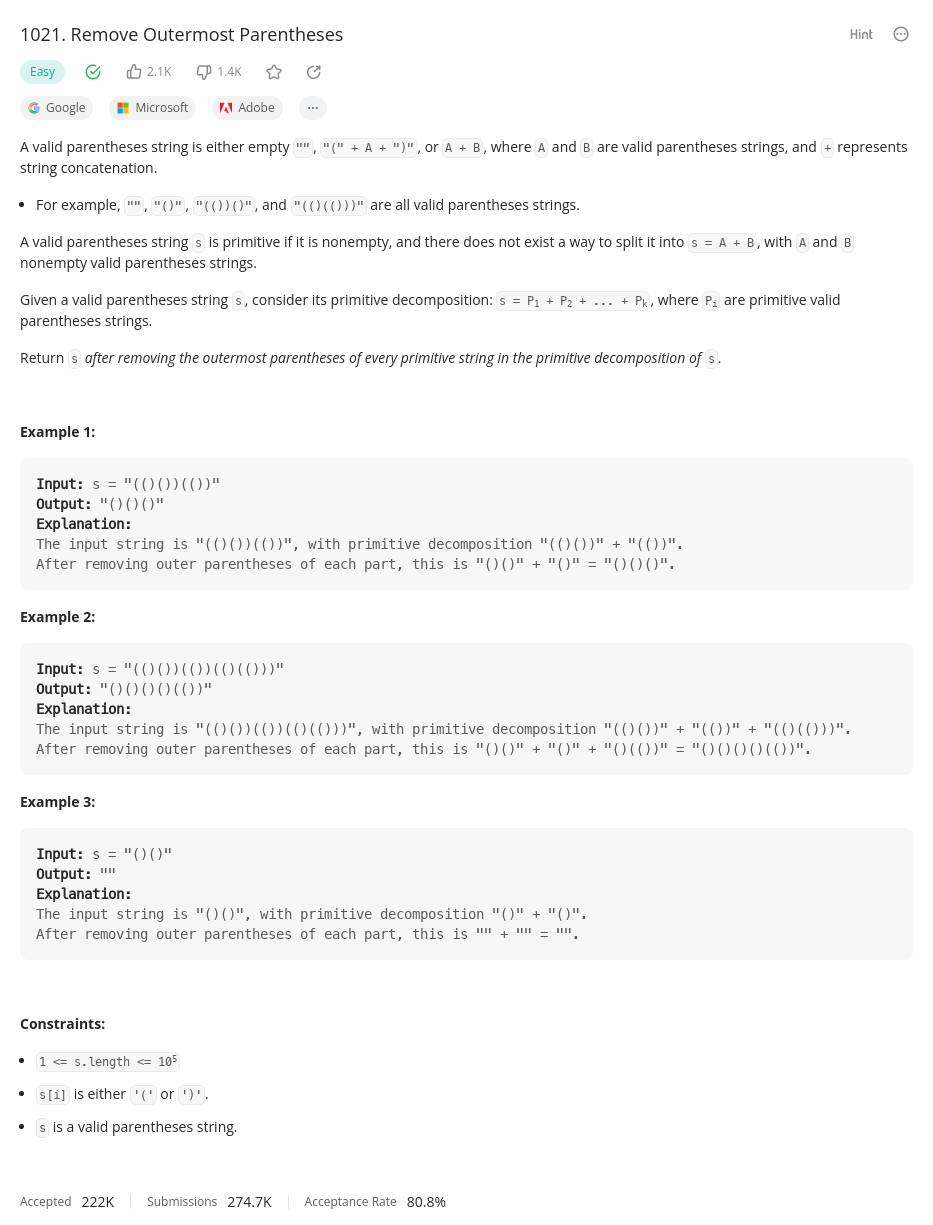 1021. Remove Outermost Parentheses
Hint
Easy 2.1K 1.4K
Google Microsoft Adobe ...
A valid parentheses string is either empty "", "(" + A + ")", or A + B, where A and B are valid parentheses strings, and + represents
string concatenation.
• For example, "", "()", "(())()", and "(()(()))" are all valid parentheses strings.
A valid parentheses string s is primitive if it is nonempty, and there does not exist a way to split it into s = A + B, with A and B
nonempty valid parentheses strings.
Given a valid parentheses string s, consider its primitive decomposition: s = P₁ + P₂ + ... + Pₖ, where Pᵢ are primitive valid
parentheses strings.
Return s after removing the outermost parentheses of every primitive string in the primitive decomposition of s.
Example 1:
Input: s = "(()())(())"
Output: "()()()"
Explanation:
The input string is "(()())(())", with primitive decomposition "(()())" + "(())".
After removing outer parentheses of each part, this is "()()" + "()" = "()()()".
Example 2:
Input: s = "(()())(())(()(()))"
Output: "()()()()(())"
Explanation:
The input string is "(()())(())(()(()))", with primitive decomposition "(()())" + "(())" + "(()(()))".
After removing outer parentheses of each part, this is "()()" + "()" + "()(())" = "()()()()(())".
Example 3:
Input: s = "()()"
Output: ""
Explanation:
The input string is "()()", with primitive decomposition "()" + "()".
After removing outer parentheses of each part, this is "" + "" = "".
Constraints:
• 1 <= s.length <= 10⁵
• s[i] is either '(' or ')'.
• s is a valid parentheses string.
Accepted 222K Submissions 274.7K Acceptance Rate 80.8%